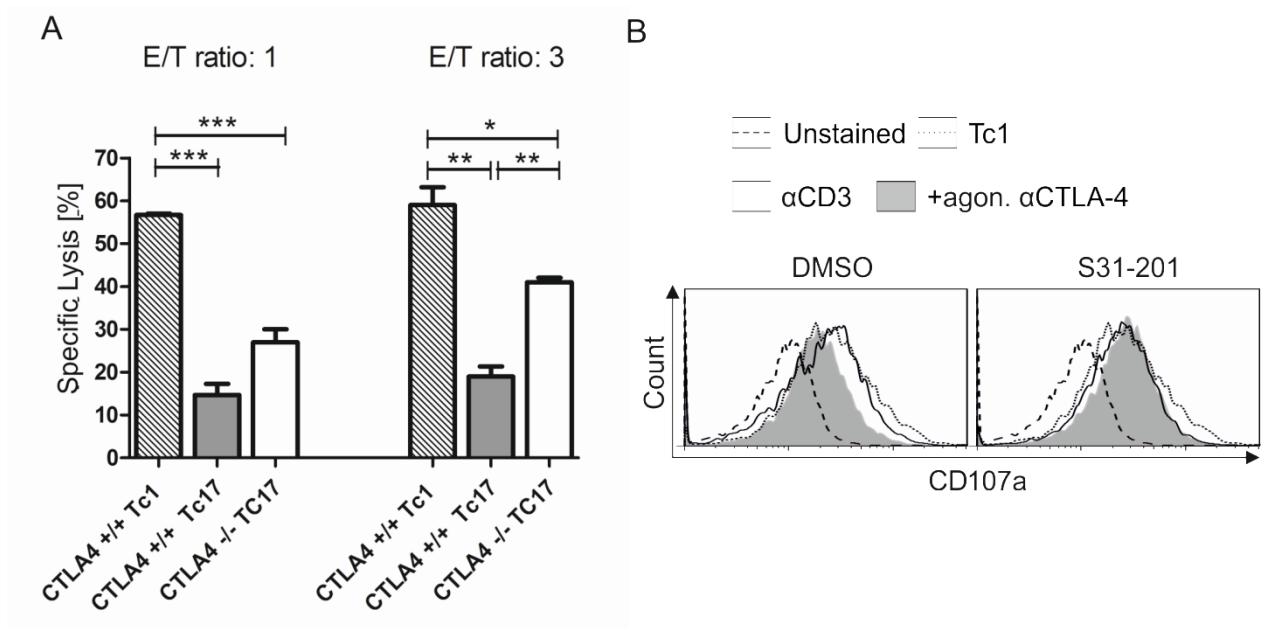 A
E/T ratio: 1
E/T ratio: 3
***
***
*
**
**
Specific Lysis [%]
70
60
50
40
30
20
10
0
CTLA4 +/+ Tc1
CTLA4 +/+ Tc17
CTLA4 -/- TC17
CTLA4 +/+ Tc1
CTLA4 +/+ Tc17
CTLA4 -/- TC17
B
Unstained
Tc1
αCD3
+agon. αCTLA-4
DMSO
S31-201
Count
CD107a